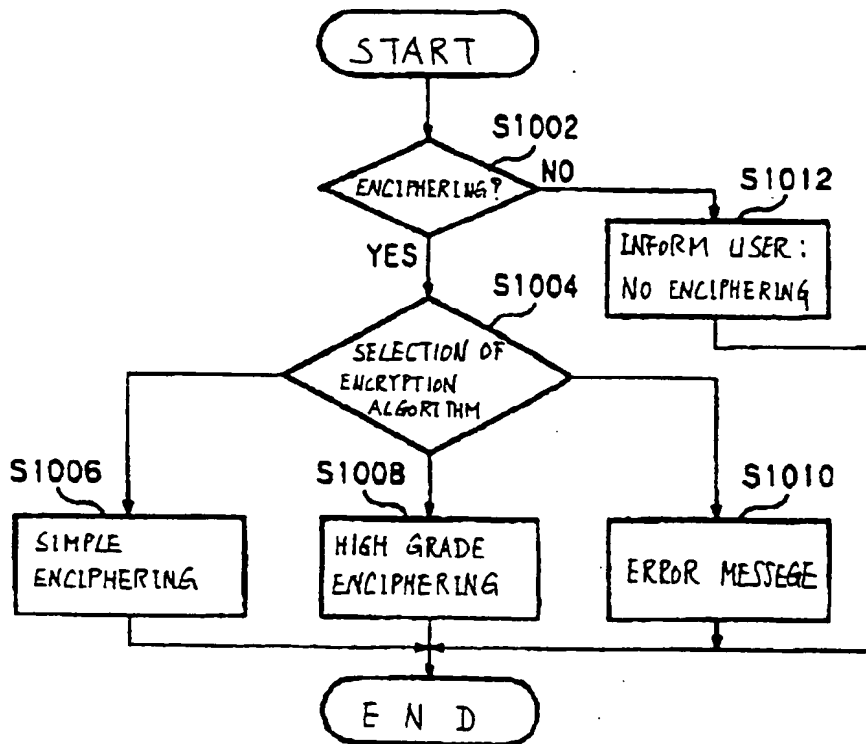 START
S1002
ENCIPHERING?
NO
S1012
INFORM USER:
NO ENCIPHERING
YES
S1004
SELECTION OF
ENCRYPTION
ALGORITHM
S1006
SIMPLE
ENCIPHERING
S1008
HIGH GRADE
ENCIPHERING
S1010
ERROR MESSEGE
END